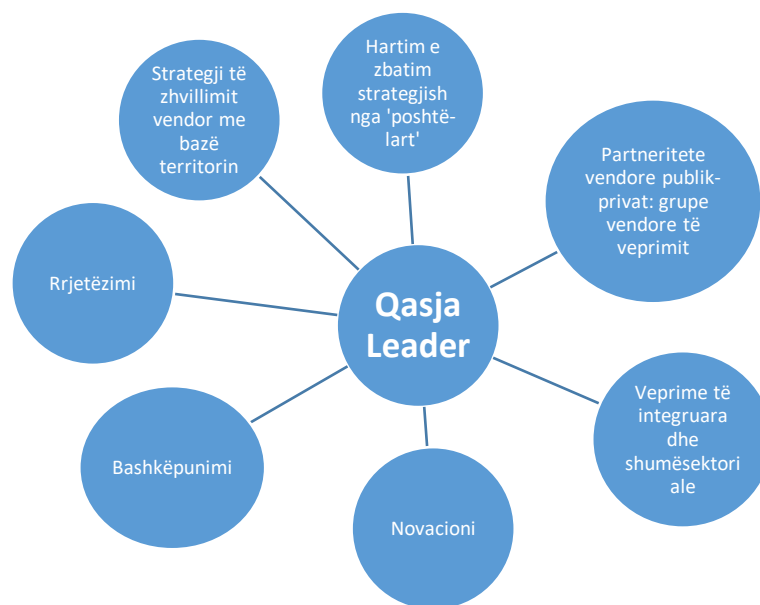 Hartim e
zbatim
strategjish
nga 'poshtë-
lart'
Strategji të
zhvillimit
vendor me
bazë
territorin
Partneritete
vendore publik-
privat: grupe
vendore të
veprimit
Rrjetëzimi
Qasja
Leader
Veprime të
integruara
dhe
shumësektori
ale
Bashkëpunimi
Novacioni